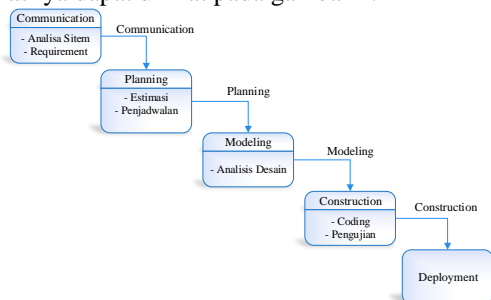 Communication
- Analisa Sitem
- Requirement
Communication
Planning
- Estimasi
- Penjadwalan
Planning
Modeling
- Analisis Desain
Modeling
Construction
- Coding
- Pengujian
Construction
Deployment